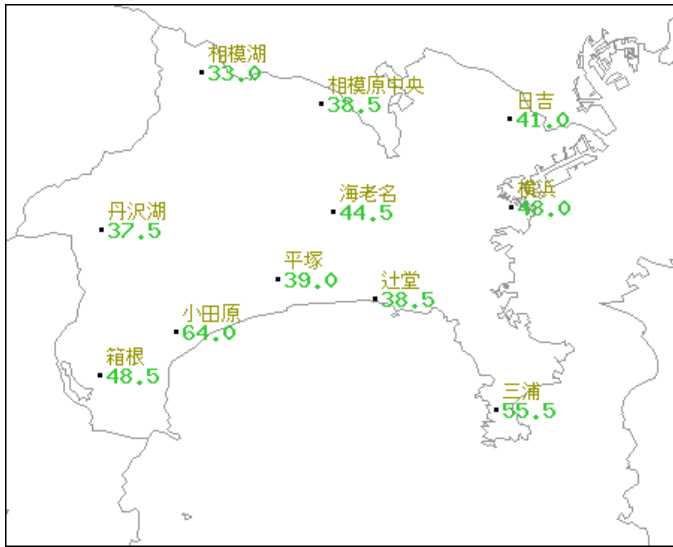 相模湖
33.0
相模原中央
38.5
日吉
41.0
横浜
48.0
海老名
44.5
丹沢湖
37.5
平塚
39.0
辻堂
38.5
小田原
64.0
箱根
48.5
三浦
55.5